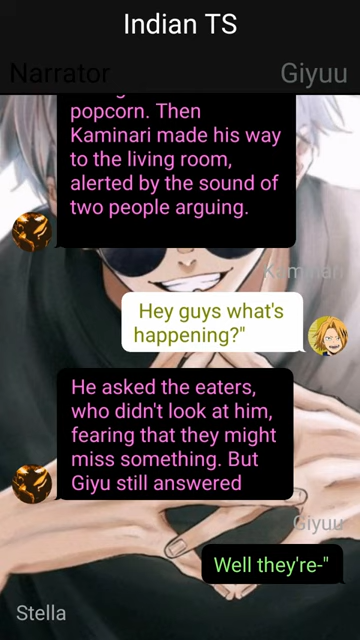 Indian TS
Narrator
Giyuu
popcorn. Then
Kaminari made his way
to the living room,
alerted by the sound of
two people arguing.
Kaminari
Hey guys what's
happening?"
He asked the eaters,
who didn't look at him,
fearing that they might
miss something. But
Giyu still answered
Giyuu
Well they're-"
Stella